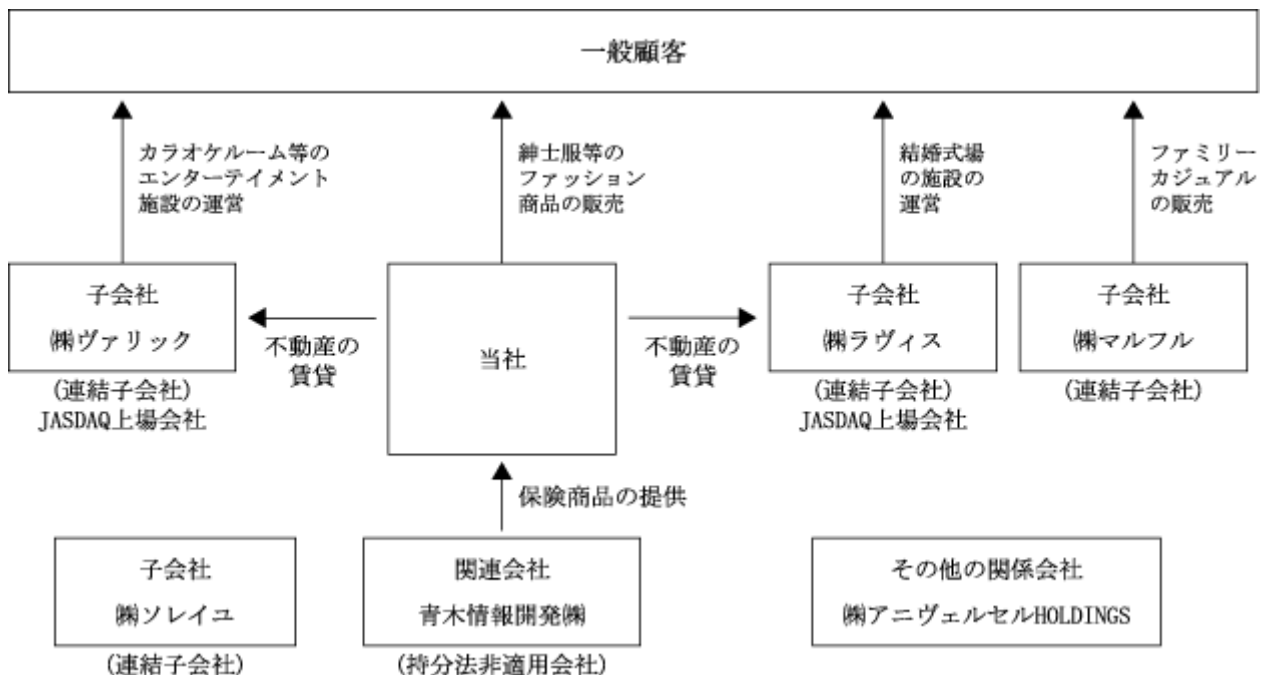 一般顧客
カラオケルーム等の
エンターテイメント
施設の運営
紳士服等の
ファッション
商品の販売
結婚式場
の施設の
運営
ファミリー
カジュアル
の販売
子会社
㈱ヴァリック
(連結子会社)
JASDAQ上場会社
不動産の
賃貸
当社
不動産の
賃貸
子会社
㈱ラヴィス
(連結子会社)
JASDAQ上場会社
子会社
㈱マルフル
(連結子会社)
保険商品の提供
子会社
㈱ソレイユ
(連結子会社)
関連会社
青木情報開発㈱
(持分法非適用会社)
その他の関係会社
㈱アニヴェルセルHOLDINGS